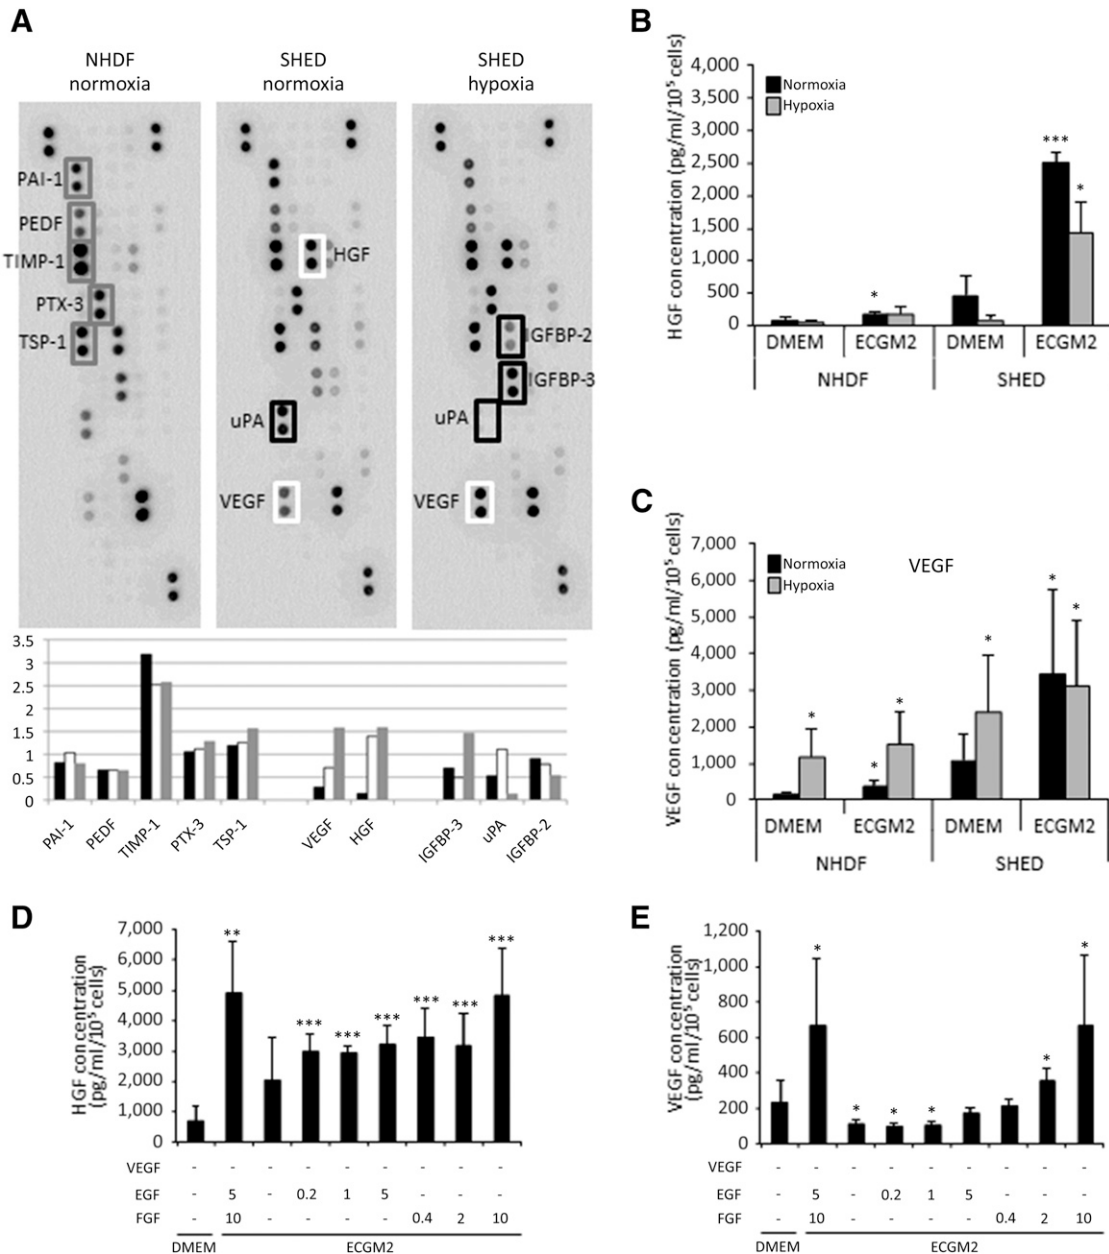 A
NHDF
normoxia
SHED
normoxia
SHED
hypoxia
PAI-1
PEDF
TIMP-1
PTX-3
TSP-1
HGF
uPA
VEGF
IGFBP-2
IGFBP-3
uPA
VEGF
3.5
3
2.5
2
1.5
1
0.5
0
PAI-1
PEDF
TIMP-1
PTX-3
TSP-1
VEGF
HGF
IGFBP-3
uPA
IGFBP-2
B
HGF concentration (pg/ml/10⁵ cells)
4,000
3,500
3,000
2,500
2,000
1,500
1,000
500
0
Normoxia
Hypoxia
*
***
*
DMEM ECGM2 DMEM ECGM2
NHDF SHED
C
VEGF concentration (pg/ml/10⁵ cells)
7,000
6,000
5,000
4,000
3,000
2,000
1,000
0
Normoxia
Hypoxia
VEGF
* * * * * *
DMEM ECGM2 DMEM ECGM2
NHDF SHED
D
HGF concentration
(pg/ml/10⁵ cells)
7,000
6,000
5,000
4,000
3,000
2,000
1,000
0
** *** *** *** *** *** ***
VEGF - - - - - - - - -
EGF - 5 - 0.2 1 5 - - -
FGF - 10 - - - - 0.4 2 10
DMEM ECGM2
E
VEGF concentration
(pg/ml/10⁵ cells)
1,200
1,000
800
600
400
200
0
* * * * * *
VEGF - - - - - - - - -
EGF - 5 - 0.2 1 5 - - -
FGF - 10 - - - - 0.4 2 10
DMEM ECGM2